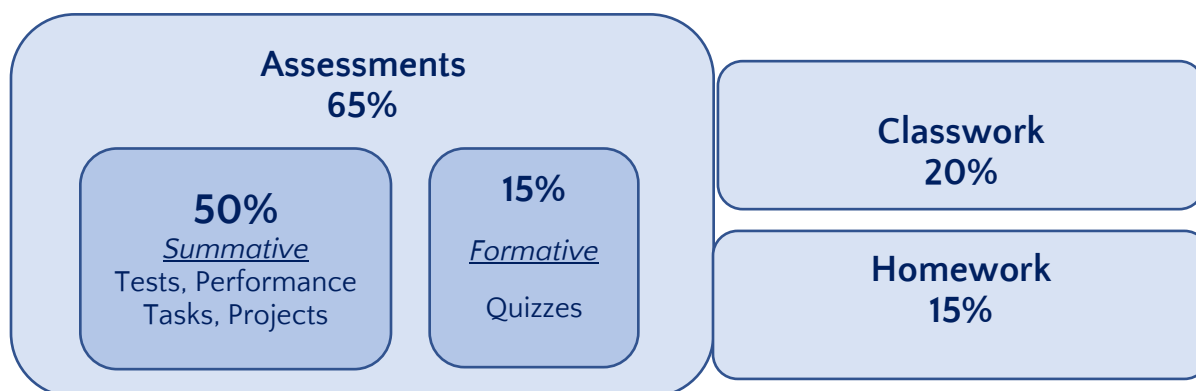 Assessments
65%
50%
Summative
Tests, Performance
Tasks, Projects
15%
Formative
Quizzes
Classwork
20%
Homework
15%